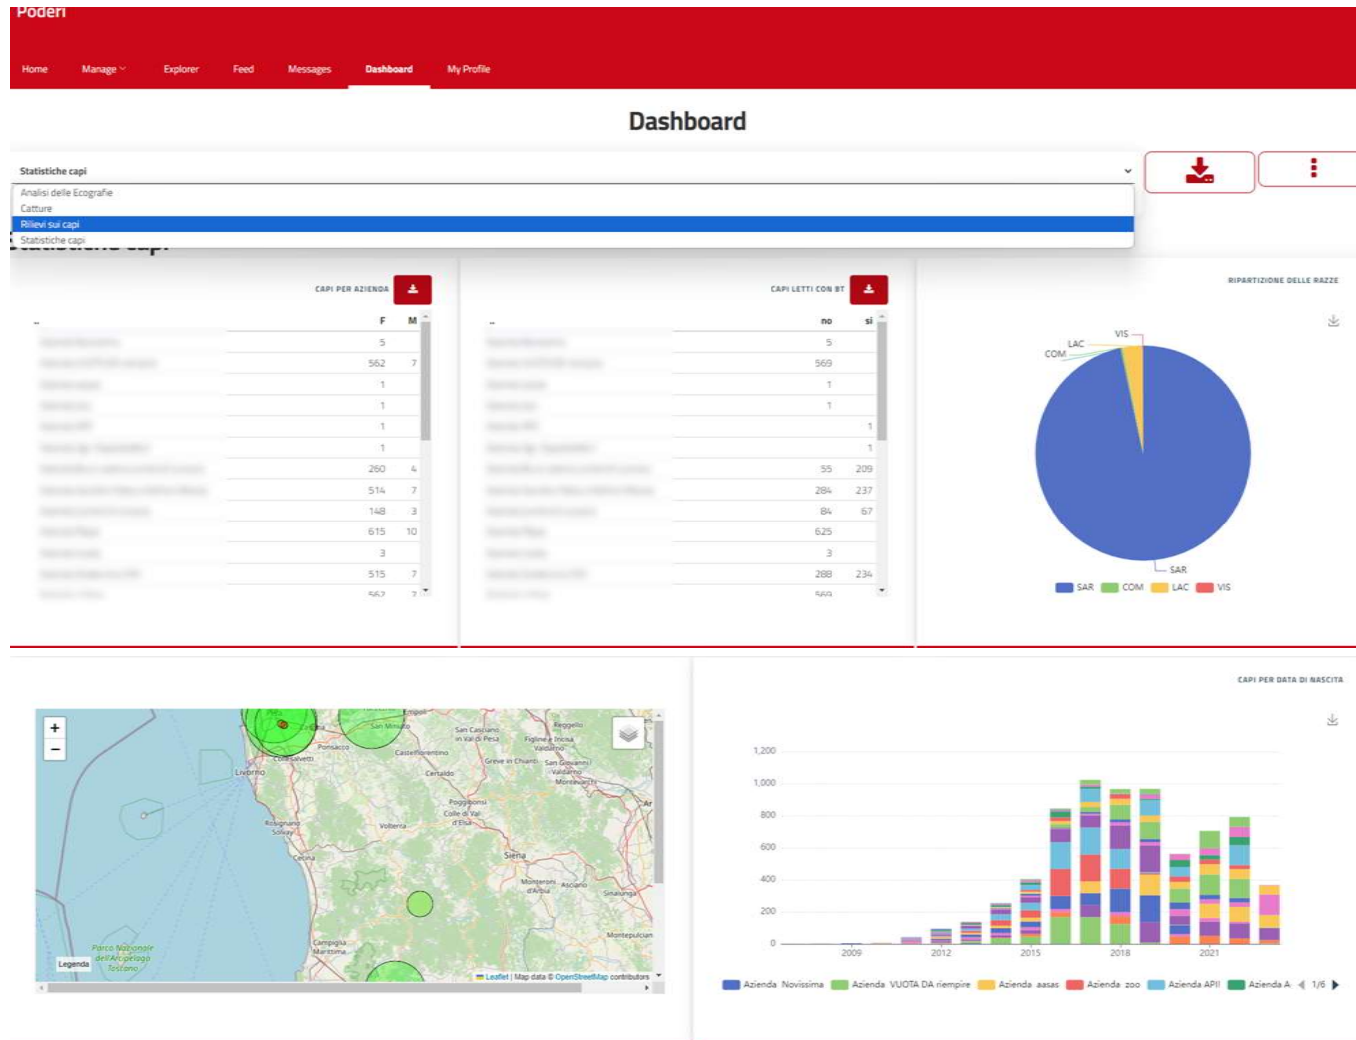 Poderi
Home Manage Explorer Feed Messages Dashboard My Profile
Dashboard
Statistiche capi
Analisi delle Ecografie
Catture
Rilievi sui capi
Statistiche capi
Statistiche capi
CAPI PER AZIENDA
.. F M
5
562 7
1
1
1
1
260 4
514 7
148 3
615 10
3
515 7
562 7
CAPI LETTI CON BT
.. no si
5
569
1
1
1
1
55 209
284 237
84 67
625
3
288 234
569
RIPARTIZIONE DELLE RAZZE
VIS
LAC
COM
SAR
SAR COM LAC VIS
+
−
Empoli
San Miniato
Ponsacco
Collesalvetti
Livorno
Castelfiorentino
Certaldo
San Casciano
in Val di Pesa
Reggello
Figline e Incisa
Valdarno
Greve in Chianti
San Giovanni
Valdarno
Montevarchi
Ar
Poggibonsi
Colle di Val
d'Elsa
Rosignano
Solvay
Volterra
Cecina
Siena
Monteroni
d'Arbia
Asciano
Sinalunga
Montepulcian
Campiglia
Marittima
Parco Nazionale
dell'Arcipelago
Toscano
Legenda
Leaflet | Map data © OpenStreetMap contributors
CAPI PER DATA DI NASCITA
1,200
1,000
800
600
400
200
0
2009 2012 2015 2018 2021
Azienda Novissima Azienda VUOTA DA riempire Azienda aasas Azienda zoo Azienda API! Azienda A 1/6